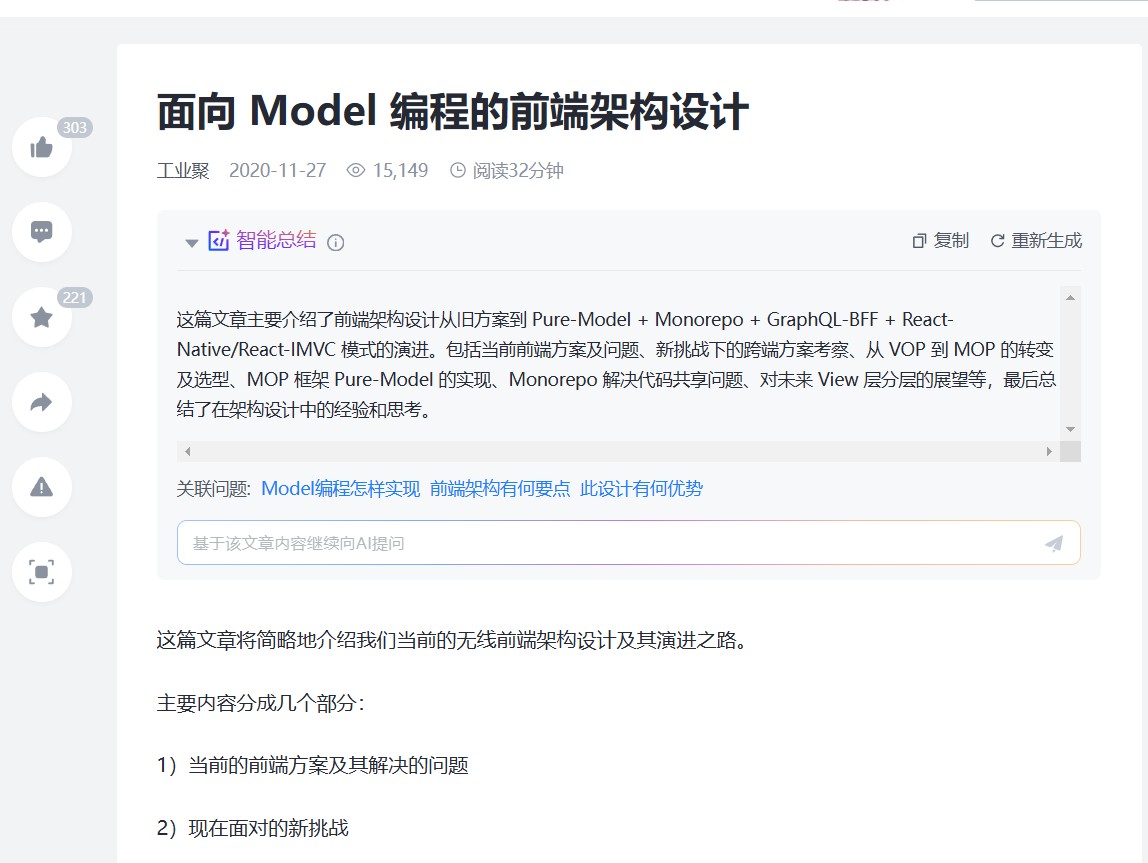 面向 Model 编程的前端架构设计
工业聚 2020-11-27 15,149 阅读32分钟
303
221
智能总结 复制 重新生成
这篇文章主要介绍了前端架构设计从旧方案到 Pure-Model + Monorepo + GraphQL-BFF + React-
Native/React-IMVC 模式的演进。包括当前前端方案及问题、新挑战下的跨端方案考察、从 VOP 到 MOP 的转变
及选型、MOP 框架 Pure-Model 的实现、Monorepo 解决代码共享问题、对未来 View 层分层的展望等，最后总
结了在架构设计中的经验和思考。
关联问题: Model编程怎样实现 前端架构有何要点 此设计有何优势
基于该文章内容继续向AI提问
这篇文章将简略地介绍我们当前的无线前端架构设计及其演进之路。
主要内容分成几个部分：
1）当前的前端方案及其解决的问题
2）现在面对的新挑战